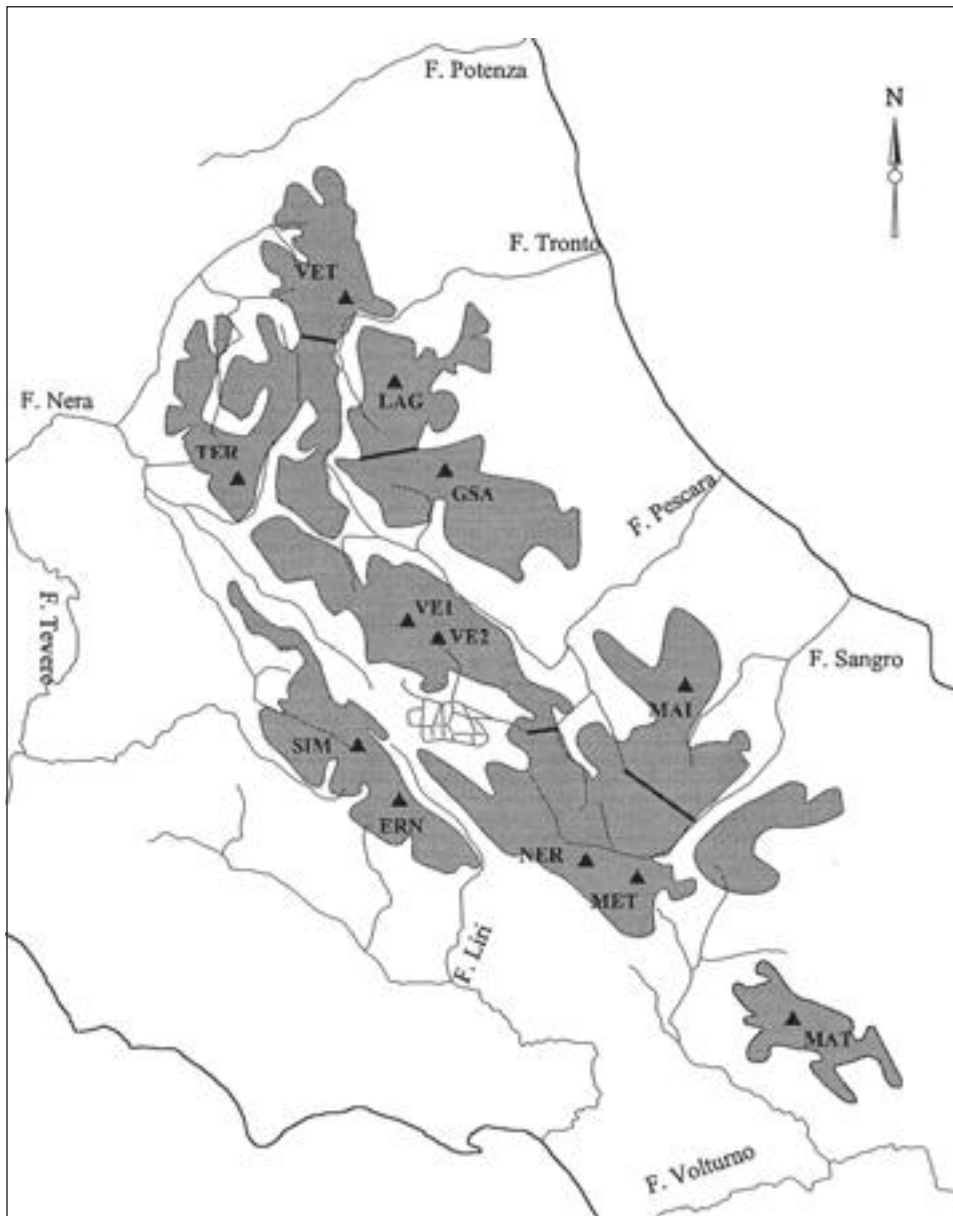 F. Potenza
N
F. Tronto
VET
LAG
F. Nera
TER
GSA
F. Pescara
F. Tevere
VE1
VE2
F. Sangro
MAI
SIM
ERN
NER
MET
F. Liri
MAT
F. Volturno